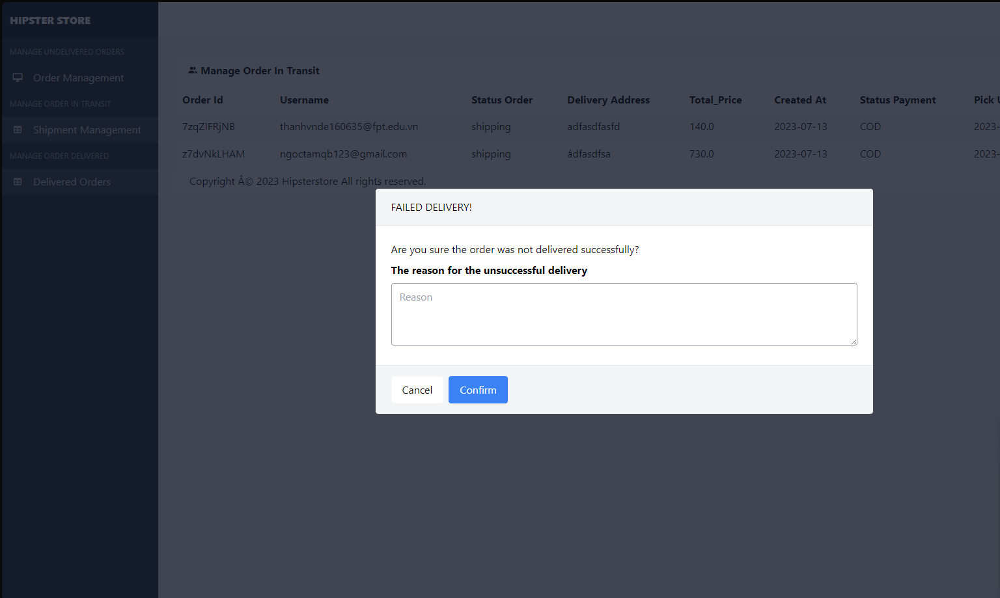 HIPSTER STORE
MANAGE UNDELIVERED ORDERS
Order Management
MANAGE ORDER IN TRANSIT
Shipment Management
MANAGE ORDER DELIVERED
Delivered Orders
Manage Order In Transit
Order Id Username Status Order Delivery Address Total_Price Created At Status Payment Pick
7zqZIFRjNB thanhvnde160635@fpt.edu.vn shipping adfasdfasfd 140.0 2023-07-13 COD 2023-
z7dvNkLHAM ngoctamqb123@gmail.com shipping ádfasdfsa 730.0 2023-07-13 COD 2023-
Copyright Â© 2023 Hipsterstore All rights reserved.
FAILED DELIVERY!
Are you sure the order was not delivered successfully?
The reason for the unsuccessful delivery
Reason
Cancel Confirm